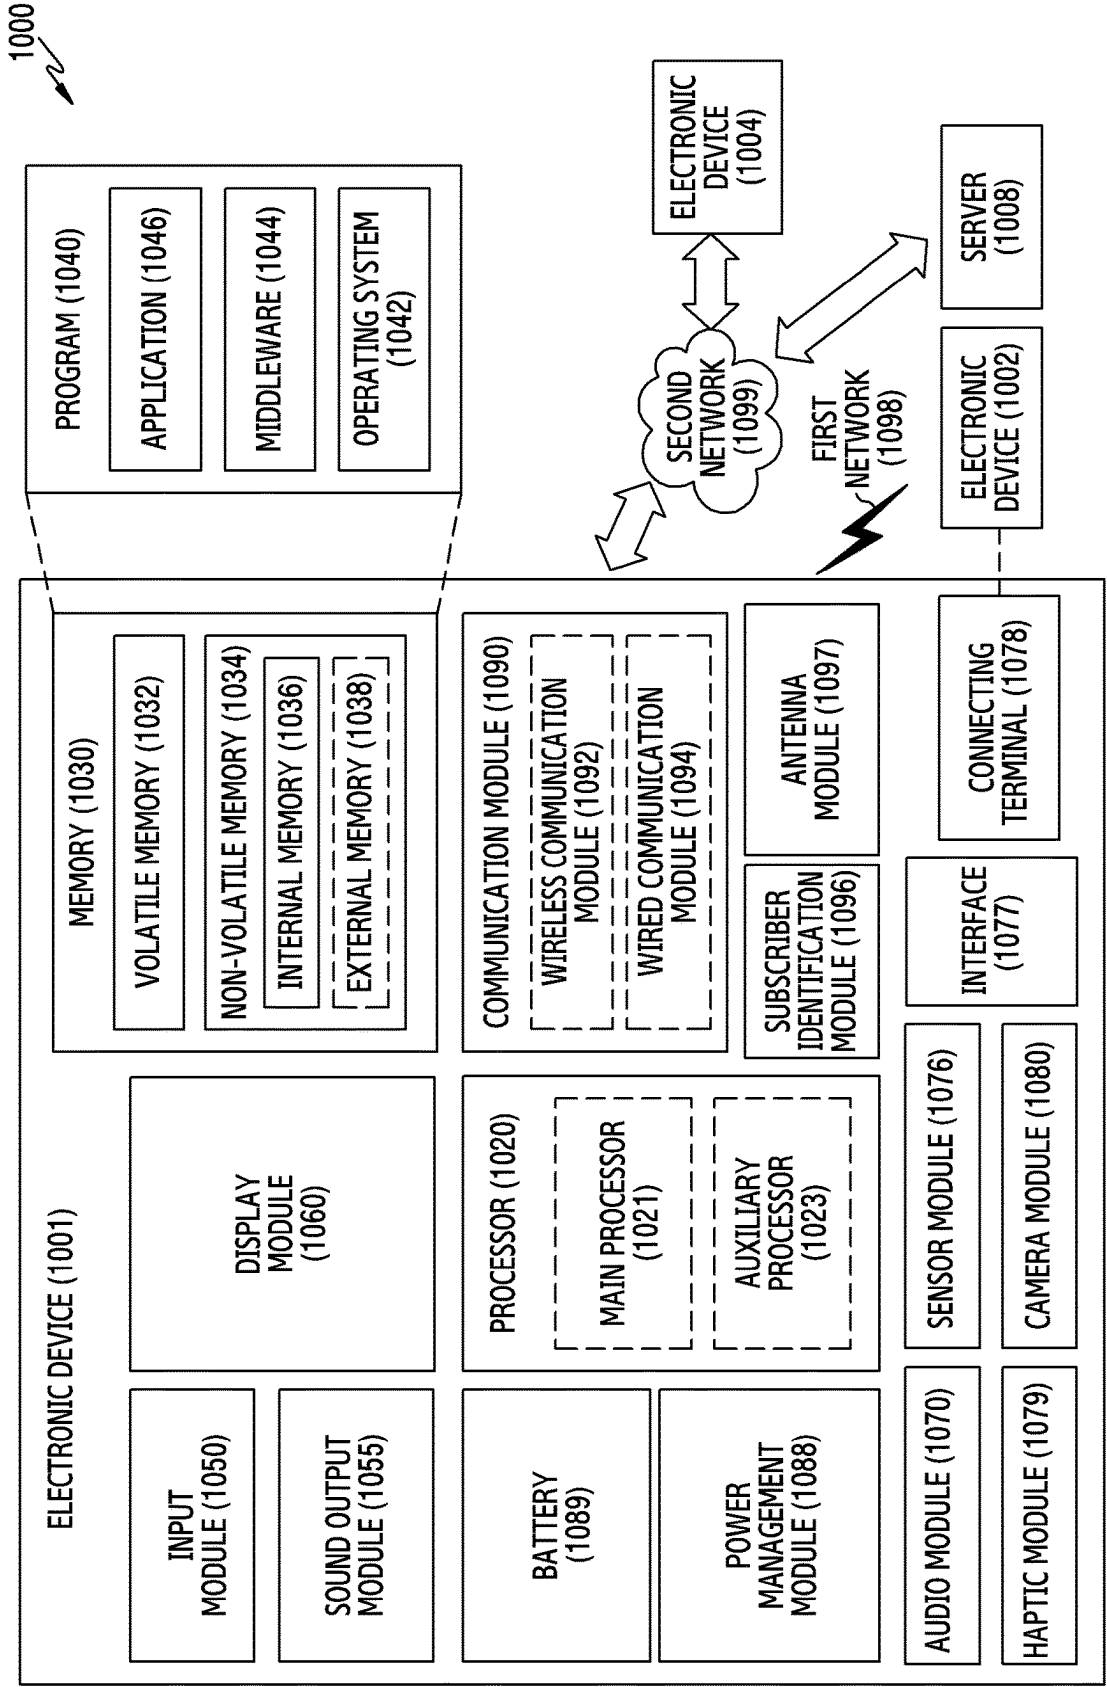 1000
ELECTRONIC DEVICE (1001)
INPUT
MODULE (1050)
SOUND OUTPUT
MODULE (1055)
DISPLAY
MODULE
(1060)
MEMORY (1030)
VOLATILE MEMORY (1032)
NON-VOLATILE MEMORY (1034)
INTERNAL MEMORY (1036)
EXTERNAL MEMORY (1038)
PROGRAM (1040)
APPLICATION (1046)
MIDDLEWARE (1044)
OPERATING SYSTEM
(1042)
BATTERY
(1089)
POWER
MANAGEMENT
MODULE (1088)
PROCESSOR (1020)
MAIN PROCESSOR
(1021)
AUXILIARY
PROCESSOR
(1023)
COMMUNICATION MODULE (1090)
WIRELESS COMMUNICATION
MODULE (1092)
WIRED COMMUNICATION
MODULE (1094)
SUBSCRIBER
IDENTIFICATION
MODULE (1096)
ANTENNA
MODULE (1097)
SECOND
NETWORK
(1099)
ELECTRONIC
DEVICE
(1004)
FIRST
NETWORK
(1098)
AUDIO MODULE (1070)
SENSOR MODULE (1076)
INTERFACE
(1077)
CONNECTING
TERMINAL (1078)
ELECTRONIC
DEVICE (1002)
SERVER
(1008)
HAPTIC MODULE (1079)
CAMERA MODULE (1080)